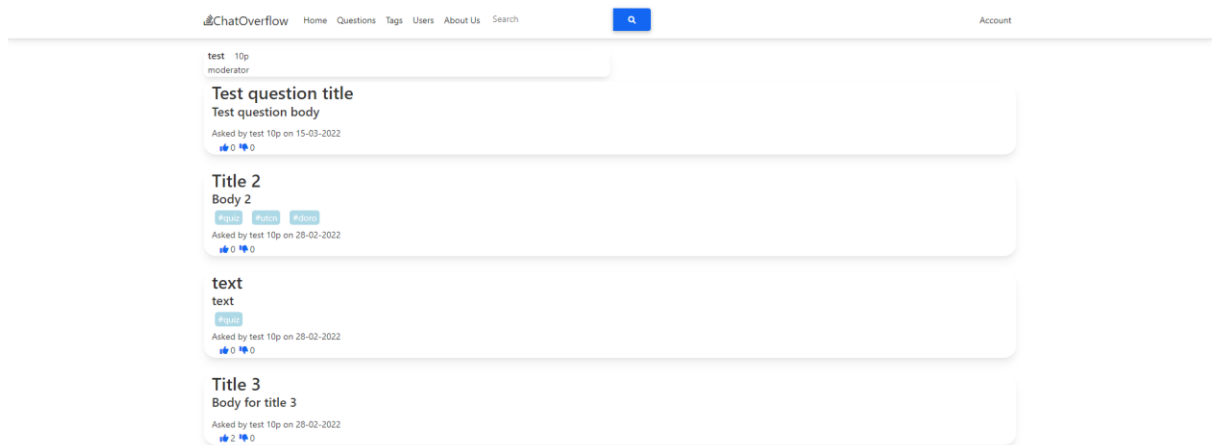 ChatOverflow Home Questions Tags Users About Us Search Account
test 10p
moderator
Test question title
Test question body
Asked by test 10p on 15-03-2022
0 0
Title 2
Body 2
#quiz #utcn #doro
Asked by test 10p on 28-02-2022
0 0
text
text
#quiz
Asked by test 10p on 28-02-2022
0 0
Title 3
Body for title 3
Asked by test 10p on 28-02-2022
2 0